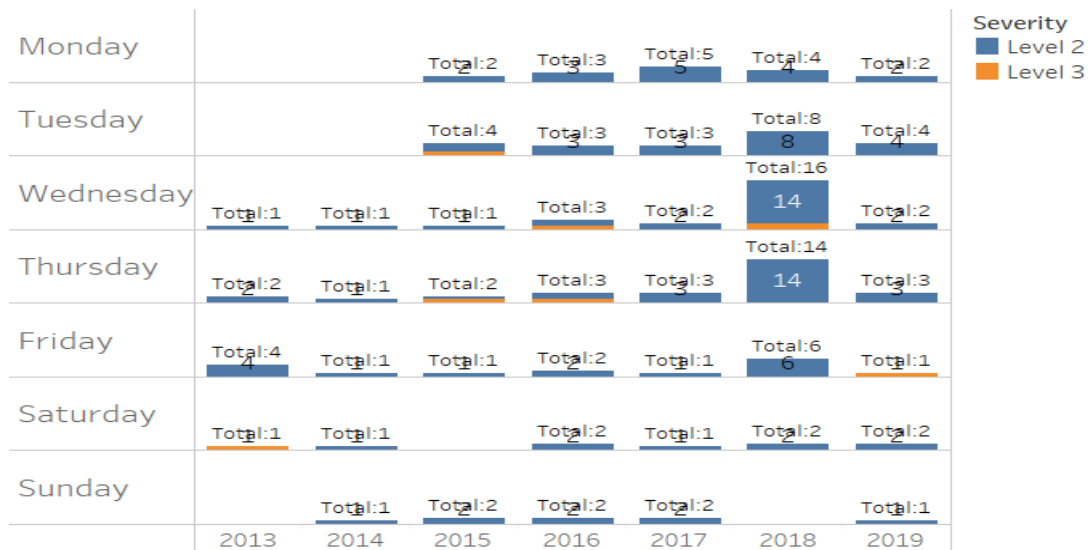 Severity
Level 2
Level 3
Monday
Total:2 Total:3 Total:5 Total:4 Total:2
2 3 5 4 2
Tuesday
Total:4 Total:3 Total:3 Total:8 Total:4
3 3 8 4
Wednesday
Total:1 Total:1 Total:1 Total:3 Total:2 Total:16 Total:2
1 1 1 2 14 2
Thursday
Total:2 Total:1 Total:2 Total:3 Total:3 Total:14 Total:3
2 1 3 14 3
Friday
Total:4 Total:1 Total:1 Total:2 Total:1 Total:6 Total:1
4 1 1 2 1 6 1
Saturday
Total:1 Total:1 Total:2 Total:1 Total:2 Total:2
1 1 2 1 2 2
Sunday
Total:1 Total:2 Total:2 Total:2 Total:1
1 2 2 2 1
2013 2014 2015 2016 2017 2018 2019